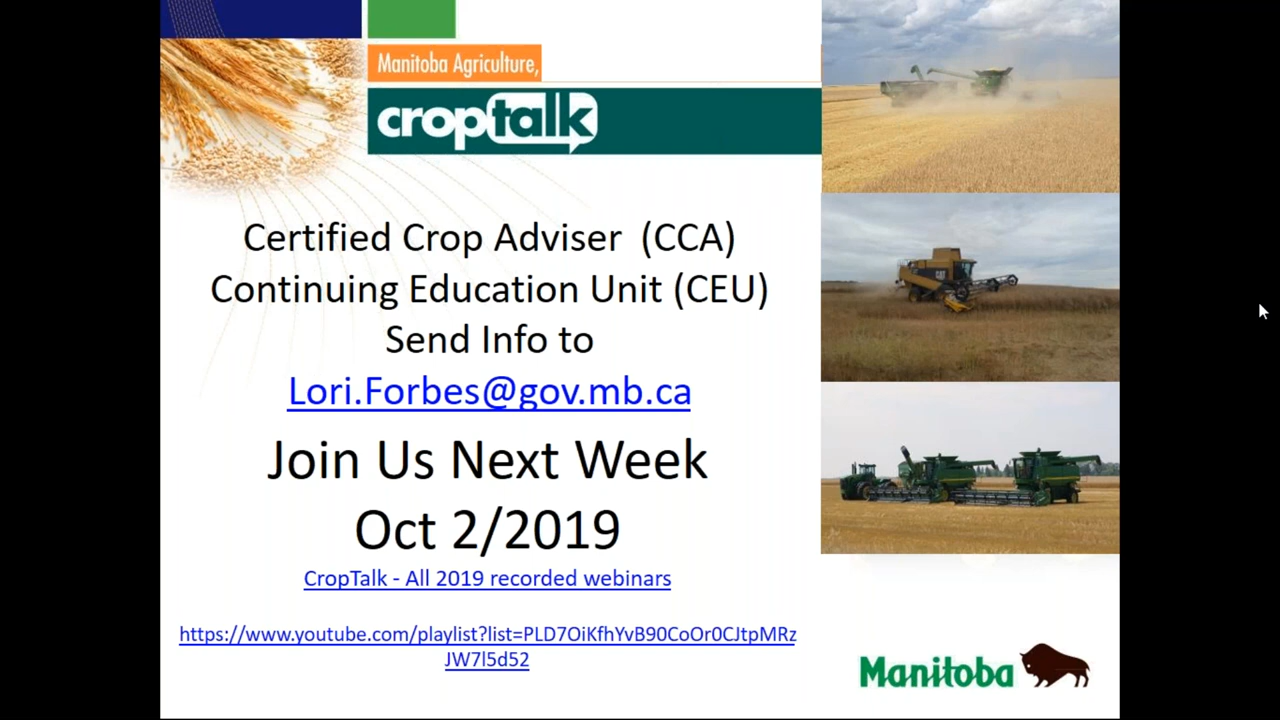 Manitoba Agriculture,
croptalk
Certified Crop Adviser (CCA)
Continuing Education Unit (CEU)
Send Info to
Lori.Forbes@gov.mb.ca
Join Us Next Week
Oct 2/2019
CropTalk - All 2019 recorded webinars
https://www.youtube.com/playlist?list=PLD7OiKfhYvB90CoOr0CJtpMRz
JW7l5d52
Manitoba